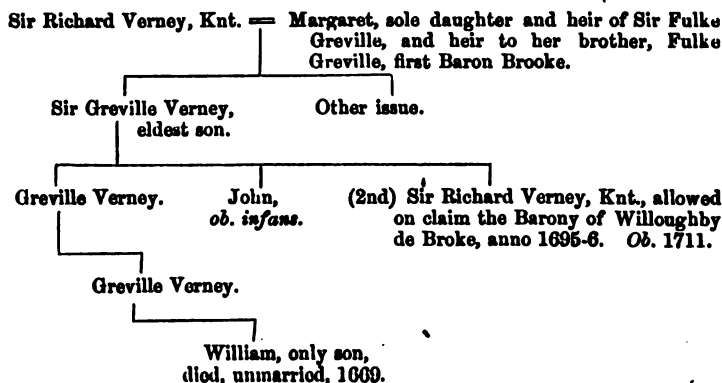 Sir Richard Verney, Knt. = Margaret, sole daughter and heir of Sir Fulke
Greville, and heir to her brother, Fulke
Greville, first Baron Brooke.
Sir Greville Verney,
eldest son.
Other issue.
Greville Verney.
John,
ob. infans.
(2nd) Sir Richard Verney, Knt., allowed
on claim the Barony of Willoughby
de Broke, anno 1695-6. Ob. 1711.
Greville Verney.
William, only son,
died, unmarried, 1669.